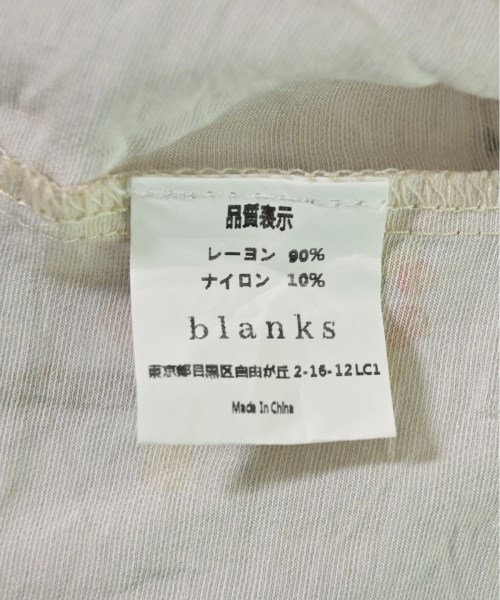 品質表示
レーヨン 90%
ナイロン 10%
blanks
東京都目黒区自由が丘 2-16-12 LC1
Made In China